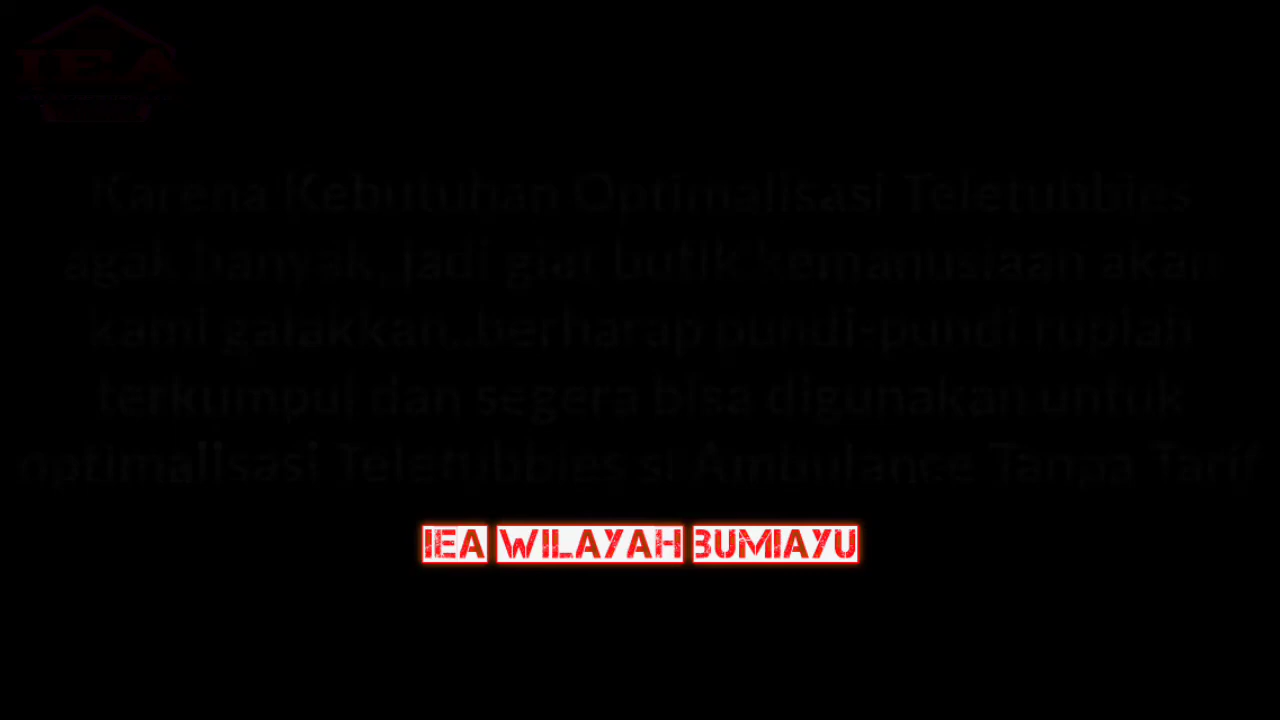 IEA
Karena Kebutuhan Optimalisasi Teletubbies
agak banyak, jadi giat butik kemanusiaan akan
kami galakkan..berharap pundi-pundi rupiah
terkumpul dan segera bisa digunakan untuk
optimalisasi Teletubbies si Ambulance Tanpa Tarif
IEA WILAYAH BUMIAYU